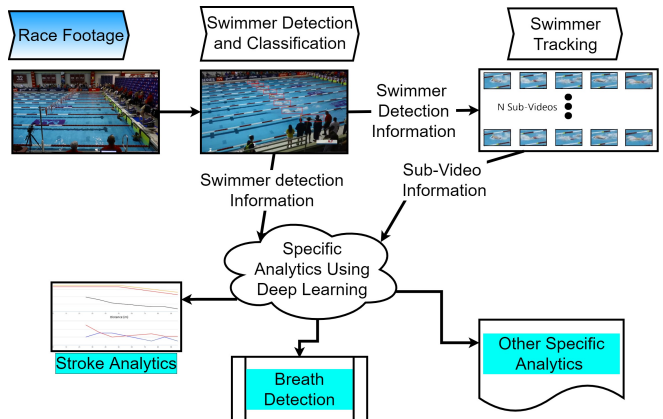 Race Footage
Swimmer Detection
and Classification
Swimmer
Tracking
Swimmer
Detection
Information
N Sub-Videos
Swimmer detection
Information
Sub-Video
Information
Specific
Analytics Using
Deep Learning
Stroke Analytics
Breath
Detection
Other Specific
Analytics